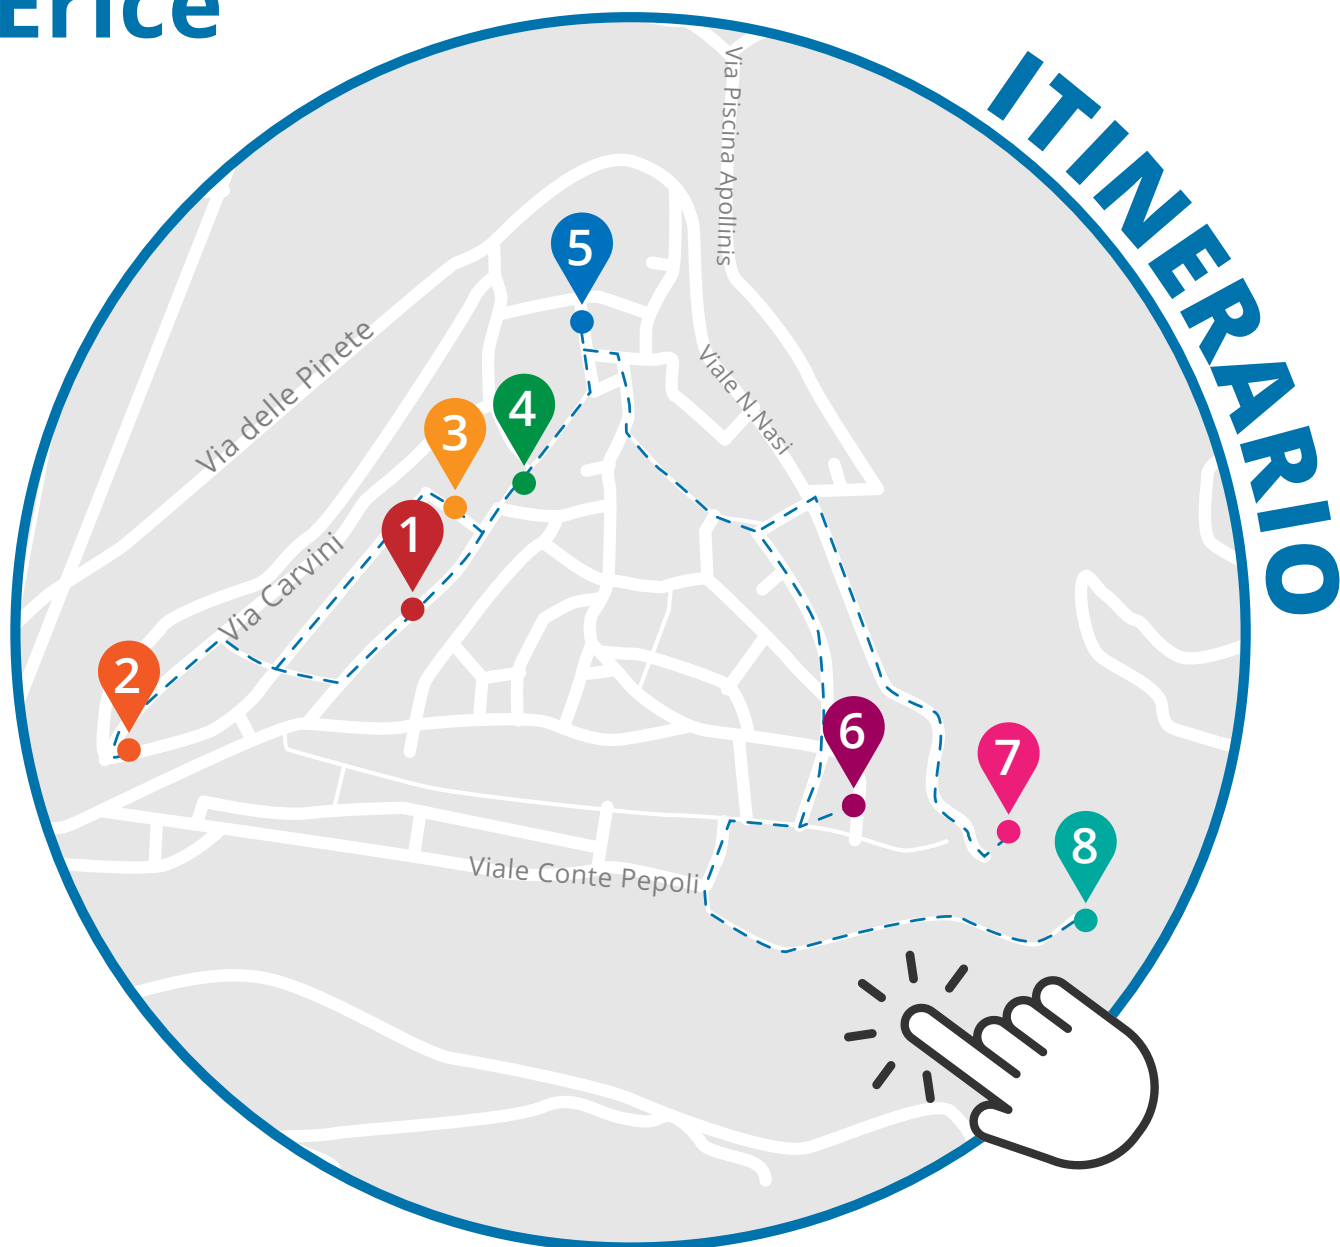 Erice
ITINERARIO
Via Piscina Apollinis
5
Via delle Pinete
Viale N.Nasi
4
3
1
Via Carvini
2
6
7
8
Viale Conte Pepoli